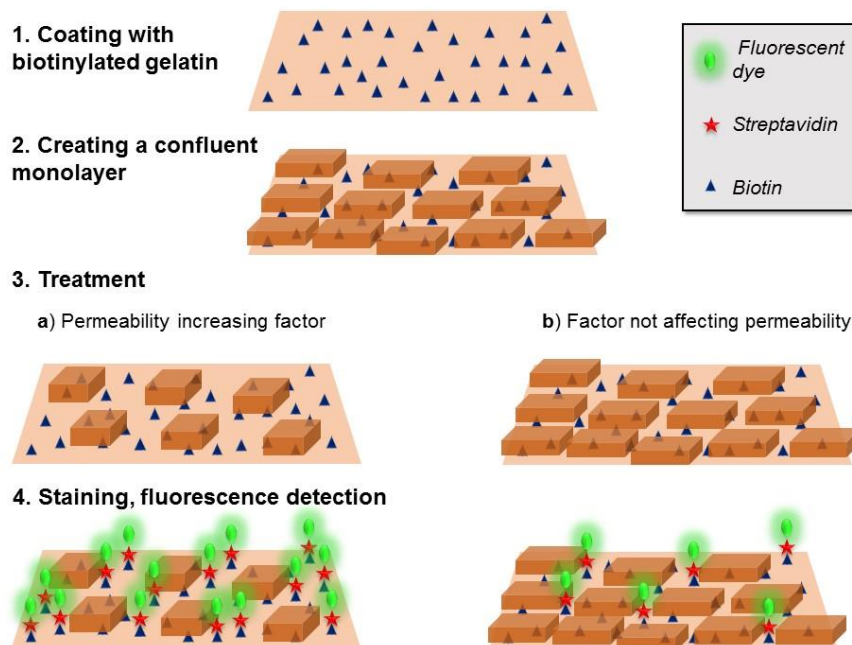 1. Coating with
biotinylated gelatin
Fluorescent
dye
Streptavidin
Biotin
2. Creating a confluent
monolayer
3. Treatment
a) Permeability increasing factor
b) Factor not affecting permeability
4. Staining, fluorescence detection